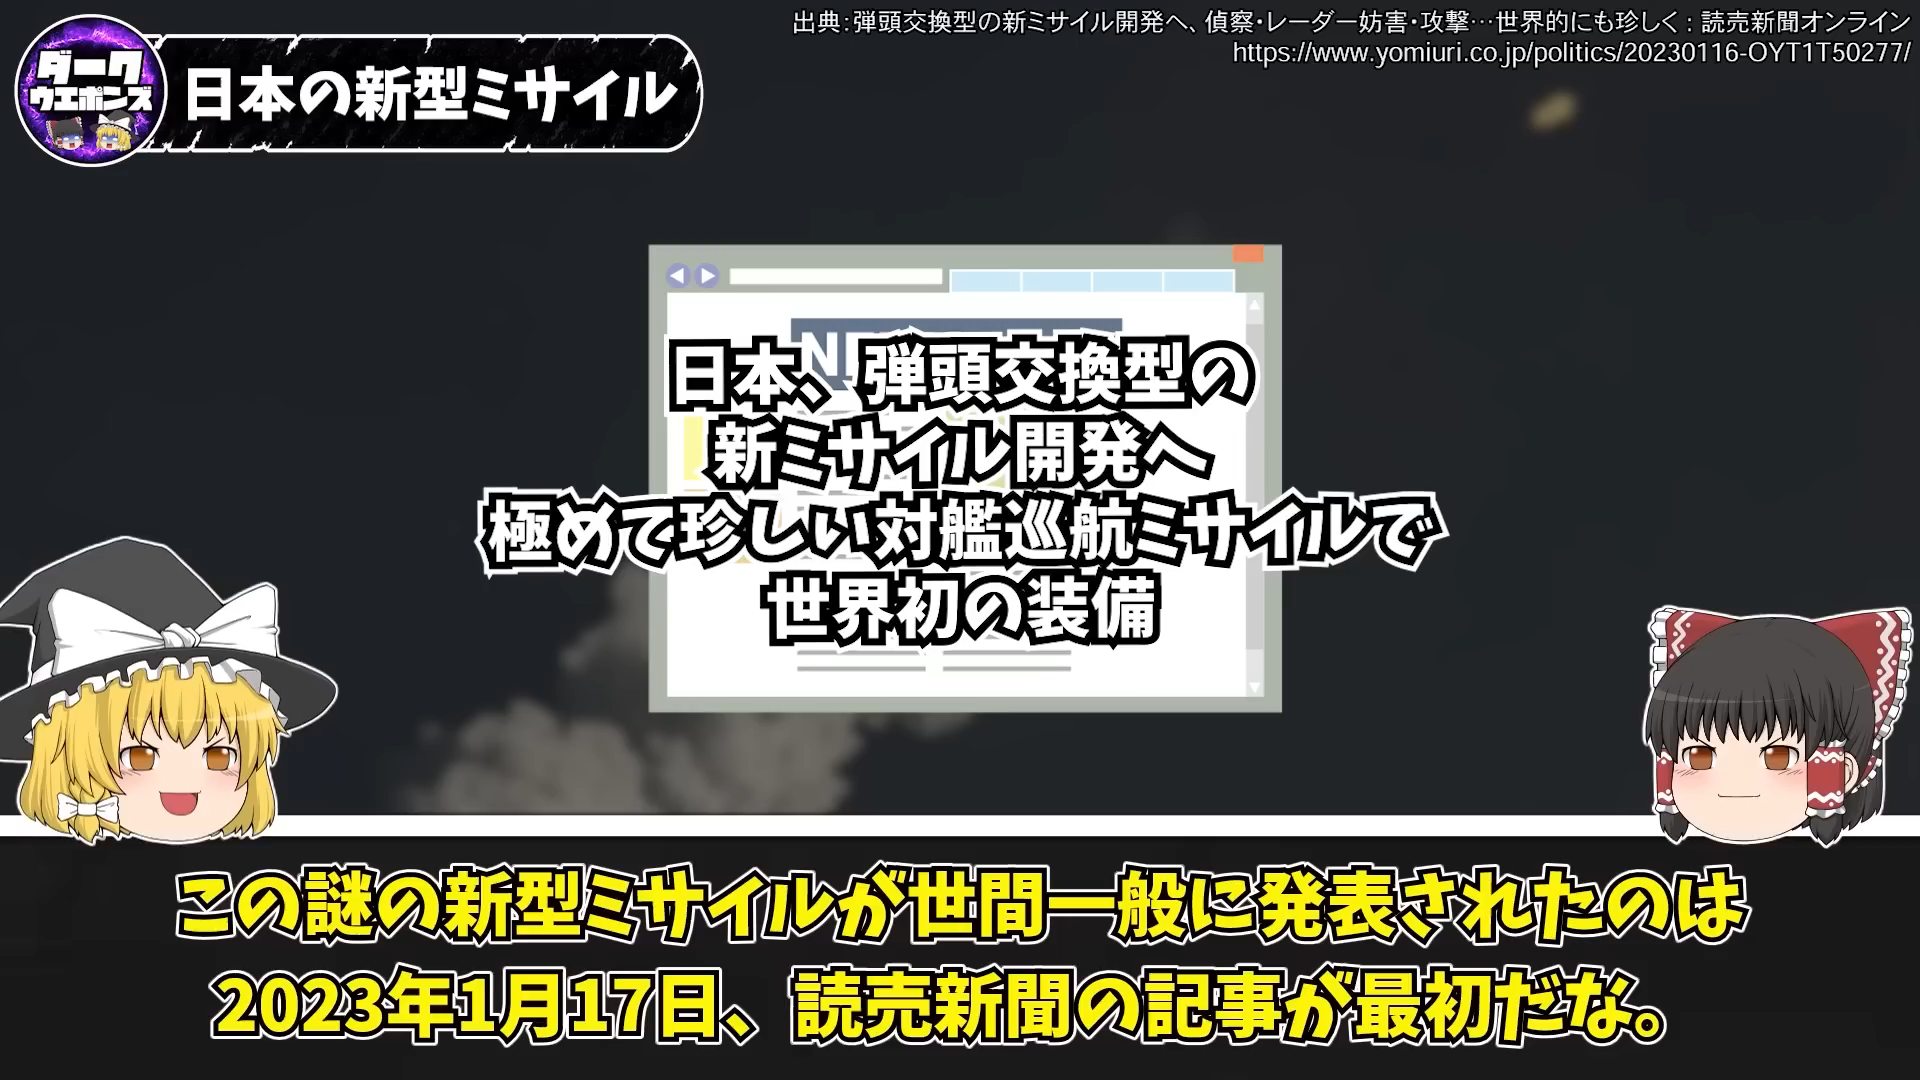 出典：弾頭交換型の新ミサイル開発へ、偵察・レーダー妨害・攻撃…世界的にも珍しく : 読売新聞オンライン
https://www.yomiuri.co.jp/politics/20230116-OYT1T50277/
ダーク
ウエポンズ
日本の新型ミサイル
日本、弾頭交換型の
新ミサイル開発へ
極めて珍しい対艦巡航ミサイルで
世界初の装備
この謎の新型ミサイルが世間一般に発表されたのは
2023年1月17日、読売新聞の記事が最初だな。